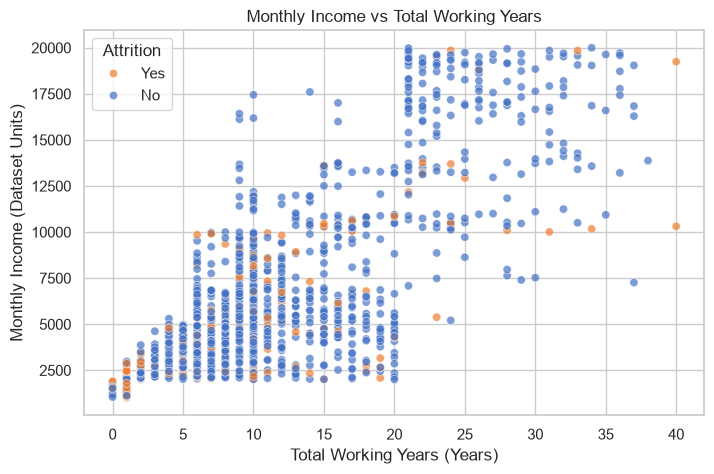 Monthly Income vs Total Working Years
Attrition
Yes
No
Monthly Income (Dataset Units)
20000
17500
15000
12500
10000
7500
5000
2500
0 5 10 15 20 25 30 35 40
Total Working Years (Years)